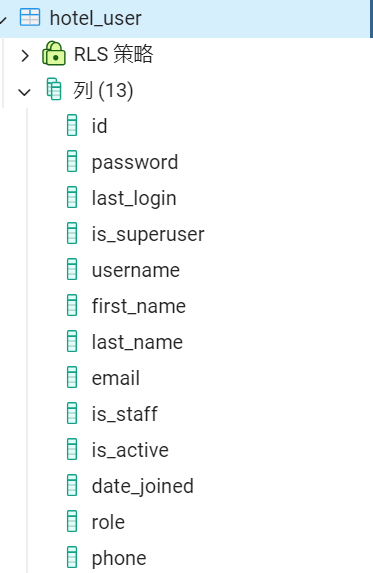 hotel_user
RLS 策略
列 (13)
id
password
last_login
is_superuser
username
first_name
last_name
email
is_staff
is_active
date_joined
role
phone